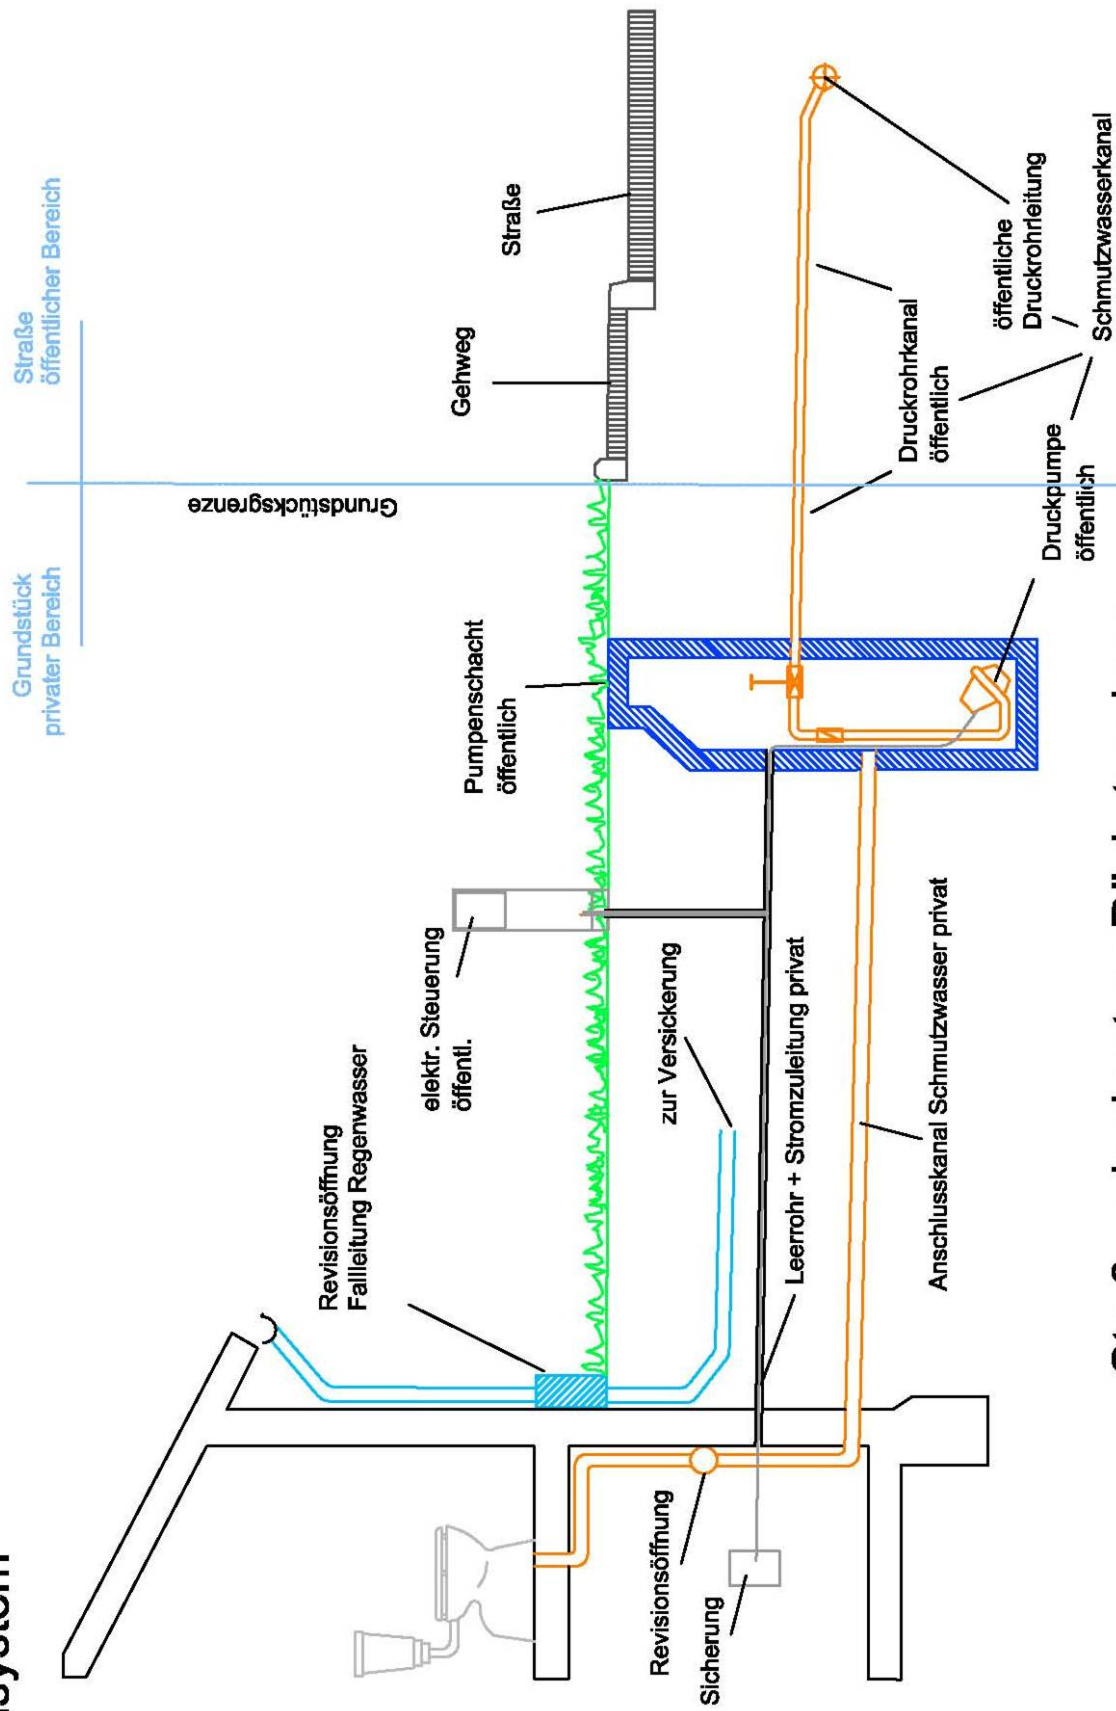 Grundstück
privater Bereich
Straße
öffentlicher Bereich
Grundstücksgrenze
Revisionsöffnung
Fallleitung Regenwasser
elektr. Steuerung
öffentl.
Pumpenschacht
öffentlich
Gehweg
Straße
zur Versickerung
Leerrohr + Stromzuleitung privat
Revisionsöffnung
Sicherung
Anschlusskanal Schmutzwasser privat
Druckrohrkanal
öffentlich
öffentliche
Druckrohrleitung
Druckpumpe
öffentlich
Schmutzwasserkanal